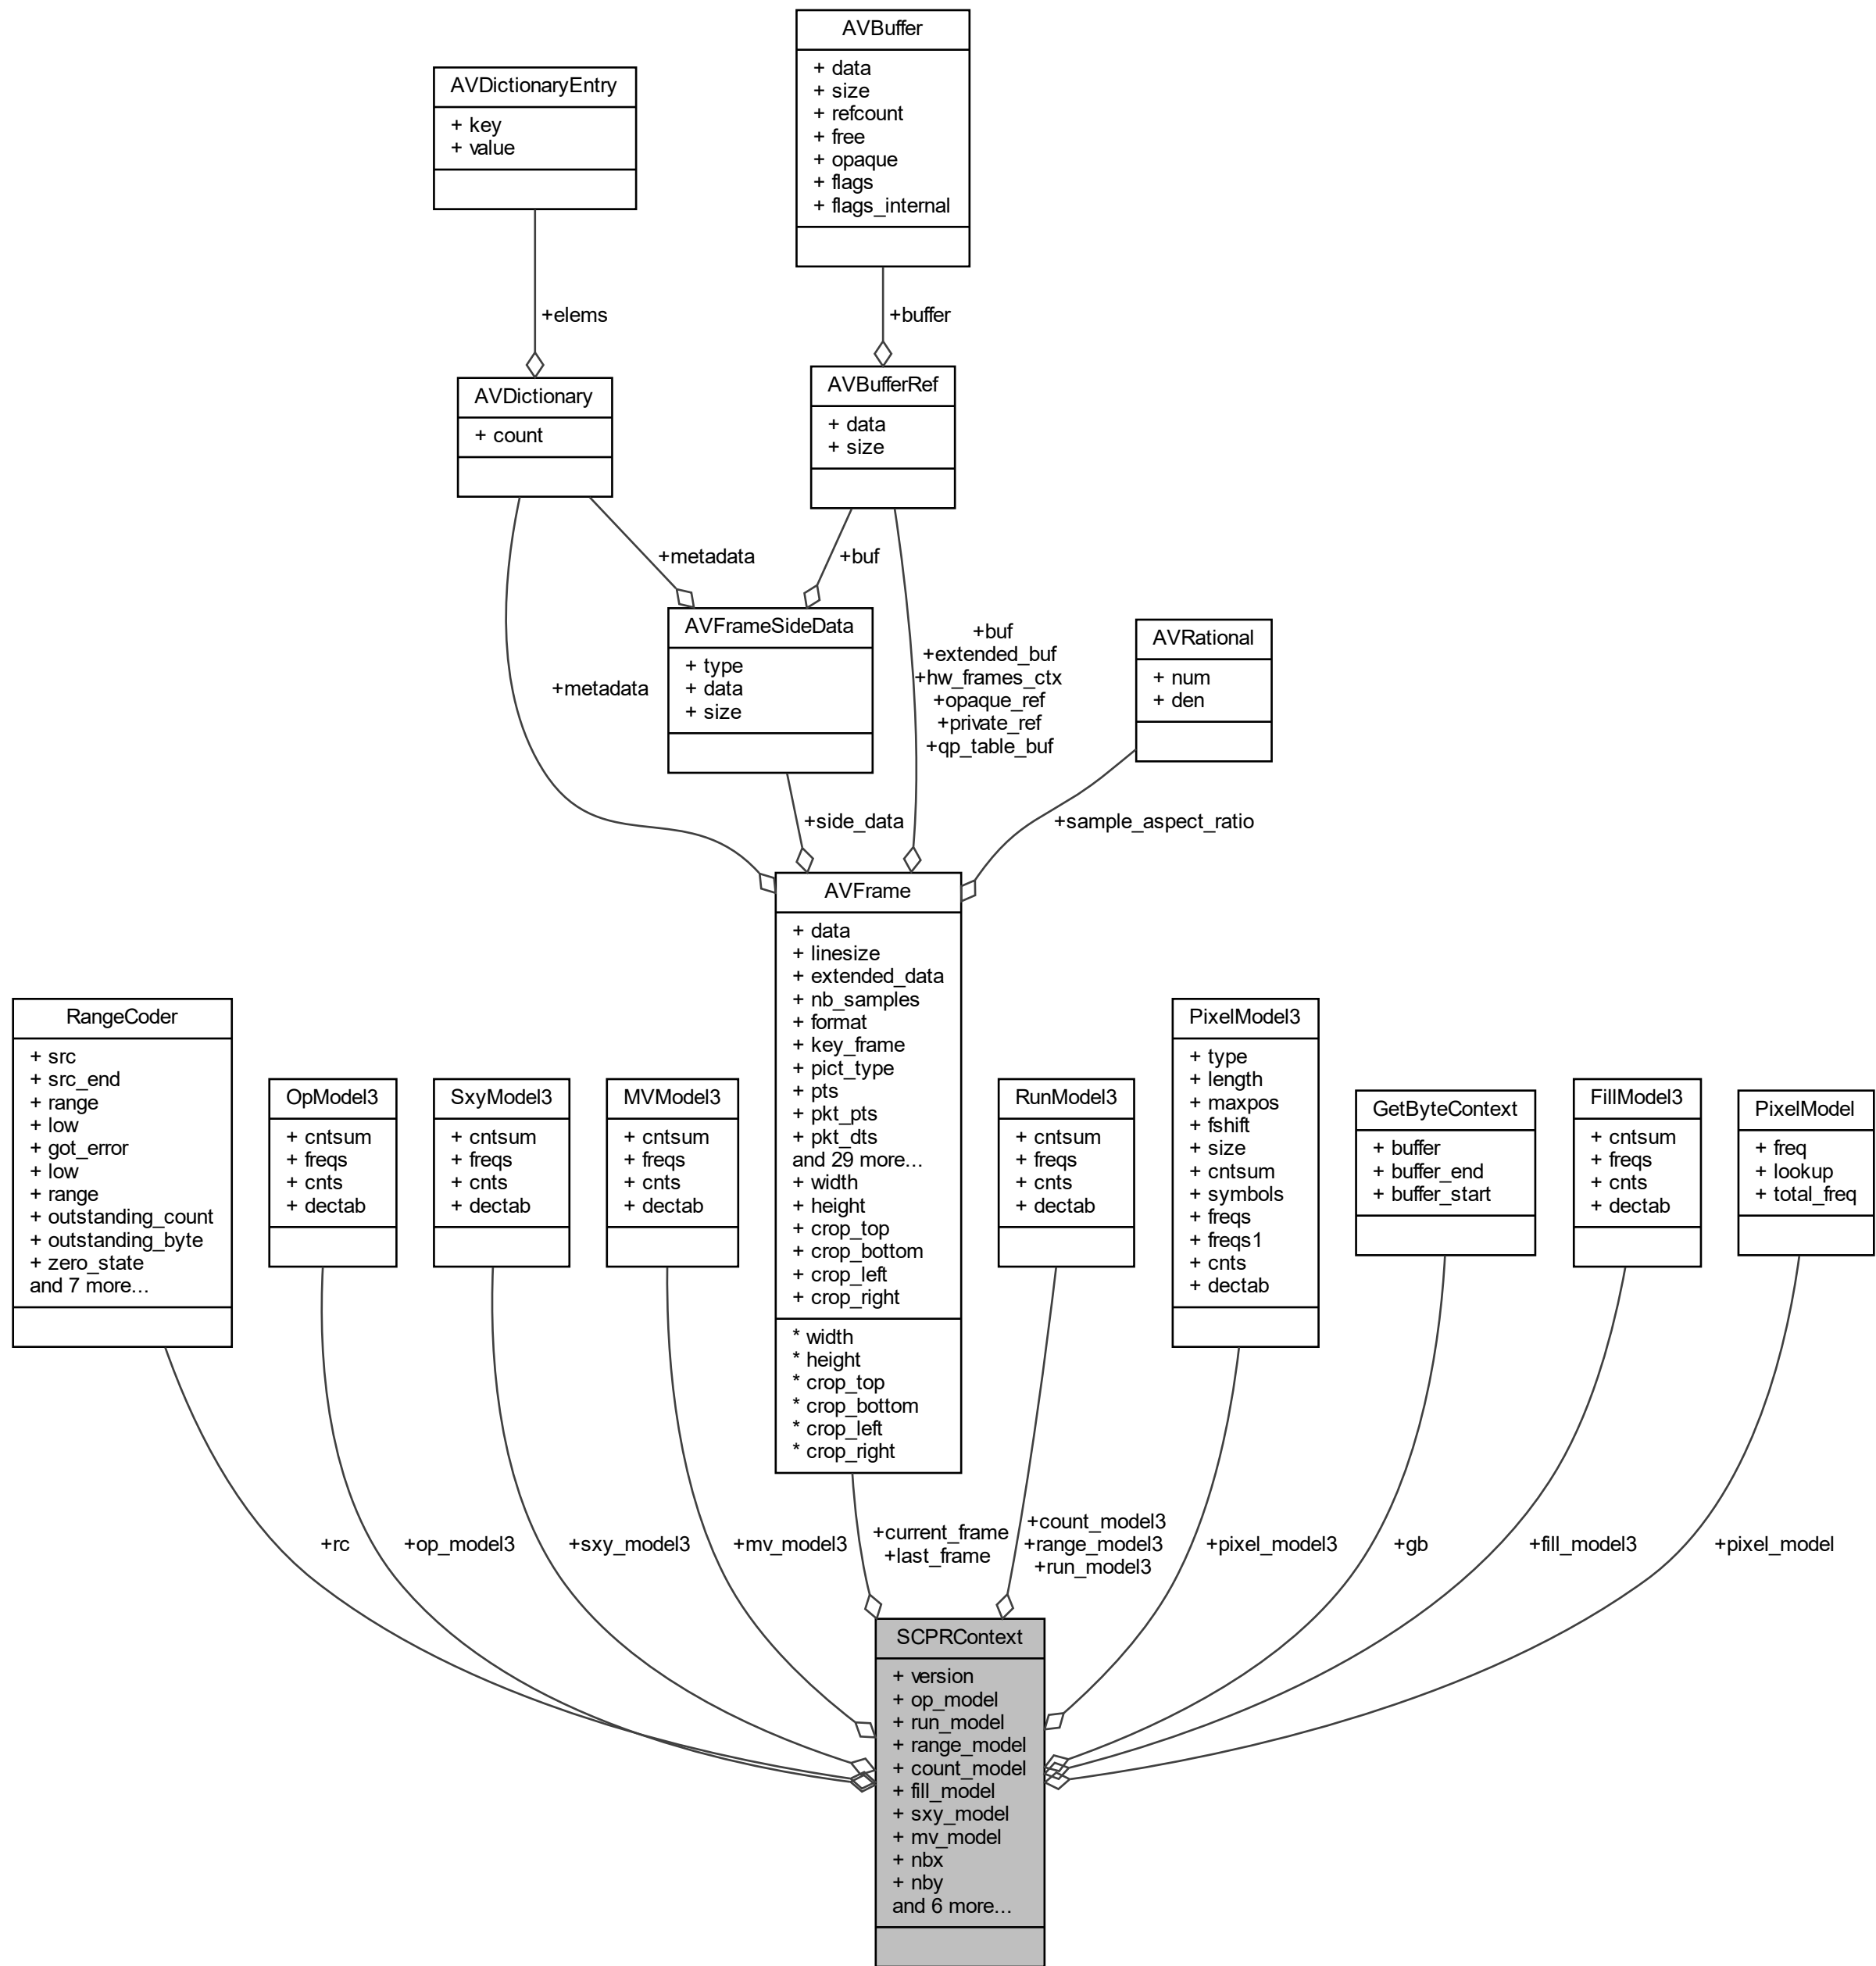 AVBuffer
+ data
+ size
+ refcount
+ free
+ opaque
+ flags
+ flags_internal
AVDictionaryEntry
+ key
+ value
+elems
+buffer
AVDictionary
+ count
AVBufferRef
+ data
+ size
+metadata
+buf
AVFrameSideData
+ type
+ data
+ size
+metadata
+buf
+extended_buf
+hw_frames_ctx
+opaque_ref
+private_ref
+qp_table_buf
AVRational
+ num
+ den
+side_data
+sample_aspect_ratio
AVFrame
+ data
+ linesize
+ extended_data
+ nb_samples
+ format
+ key_frame
+ pict_type
+ pts
+ pkt_pts
+ pkt_dts
and 29 more...
+ width
+ height
+ crop_top
+ crop_bottom
+ crop_left
+ crop_right
* width
* height
* crop_top
* crop_bottom
* crop_left
* crop_right
RangeCoder
+ src
+ src_end
+ range
+ low
+ got_error
+ low
+ range
+ outstanding_count
+ outstanding_byte
+ zero_state
and 7 more...
OpModel3
+ cntsum
+ freqs
+ cnts
+ dectab
SxyModel3
+ cntsum
+ freqs
+ cnts
+ dectab
MVModel3
+ cntsum
+ freqs
+ cnts
+ dectab
RunModel3
+ cntsum
+ freqs
+ cnts
+ dectab
PixelModel3
+ type
+ length
+ maxpos
+ fshift
+ size
+ cntsum
+ symbols
+ freqs
+ freqs1
+ cnts
+ dectab
GetByteContext
+ buffer
+ buffer_end
+ buffer_start
FillModel3
+ cntsum
+ freqs
+ cnts
+ dectab
PixelModel
+ freq
+ lookup
+ total_freq
+rc
+op_model3
+sxy_model3
+mv_model3
+current_frame
+last_frame
+count_model3
+range_model3
+run_model3
+pixel_model3
+gb
+fill_model3
+pixel_model
SCPRContext
+ version
+ op_model
+ run_model
+ range_model
+ count_model
+ fill_model
+ sxy_model
+ mv_model
+ nbx
+ nby
and 6 more...